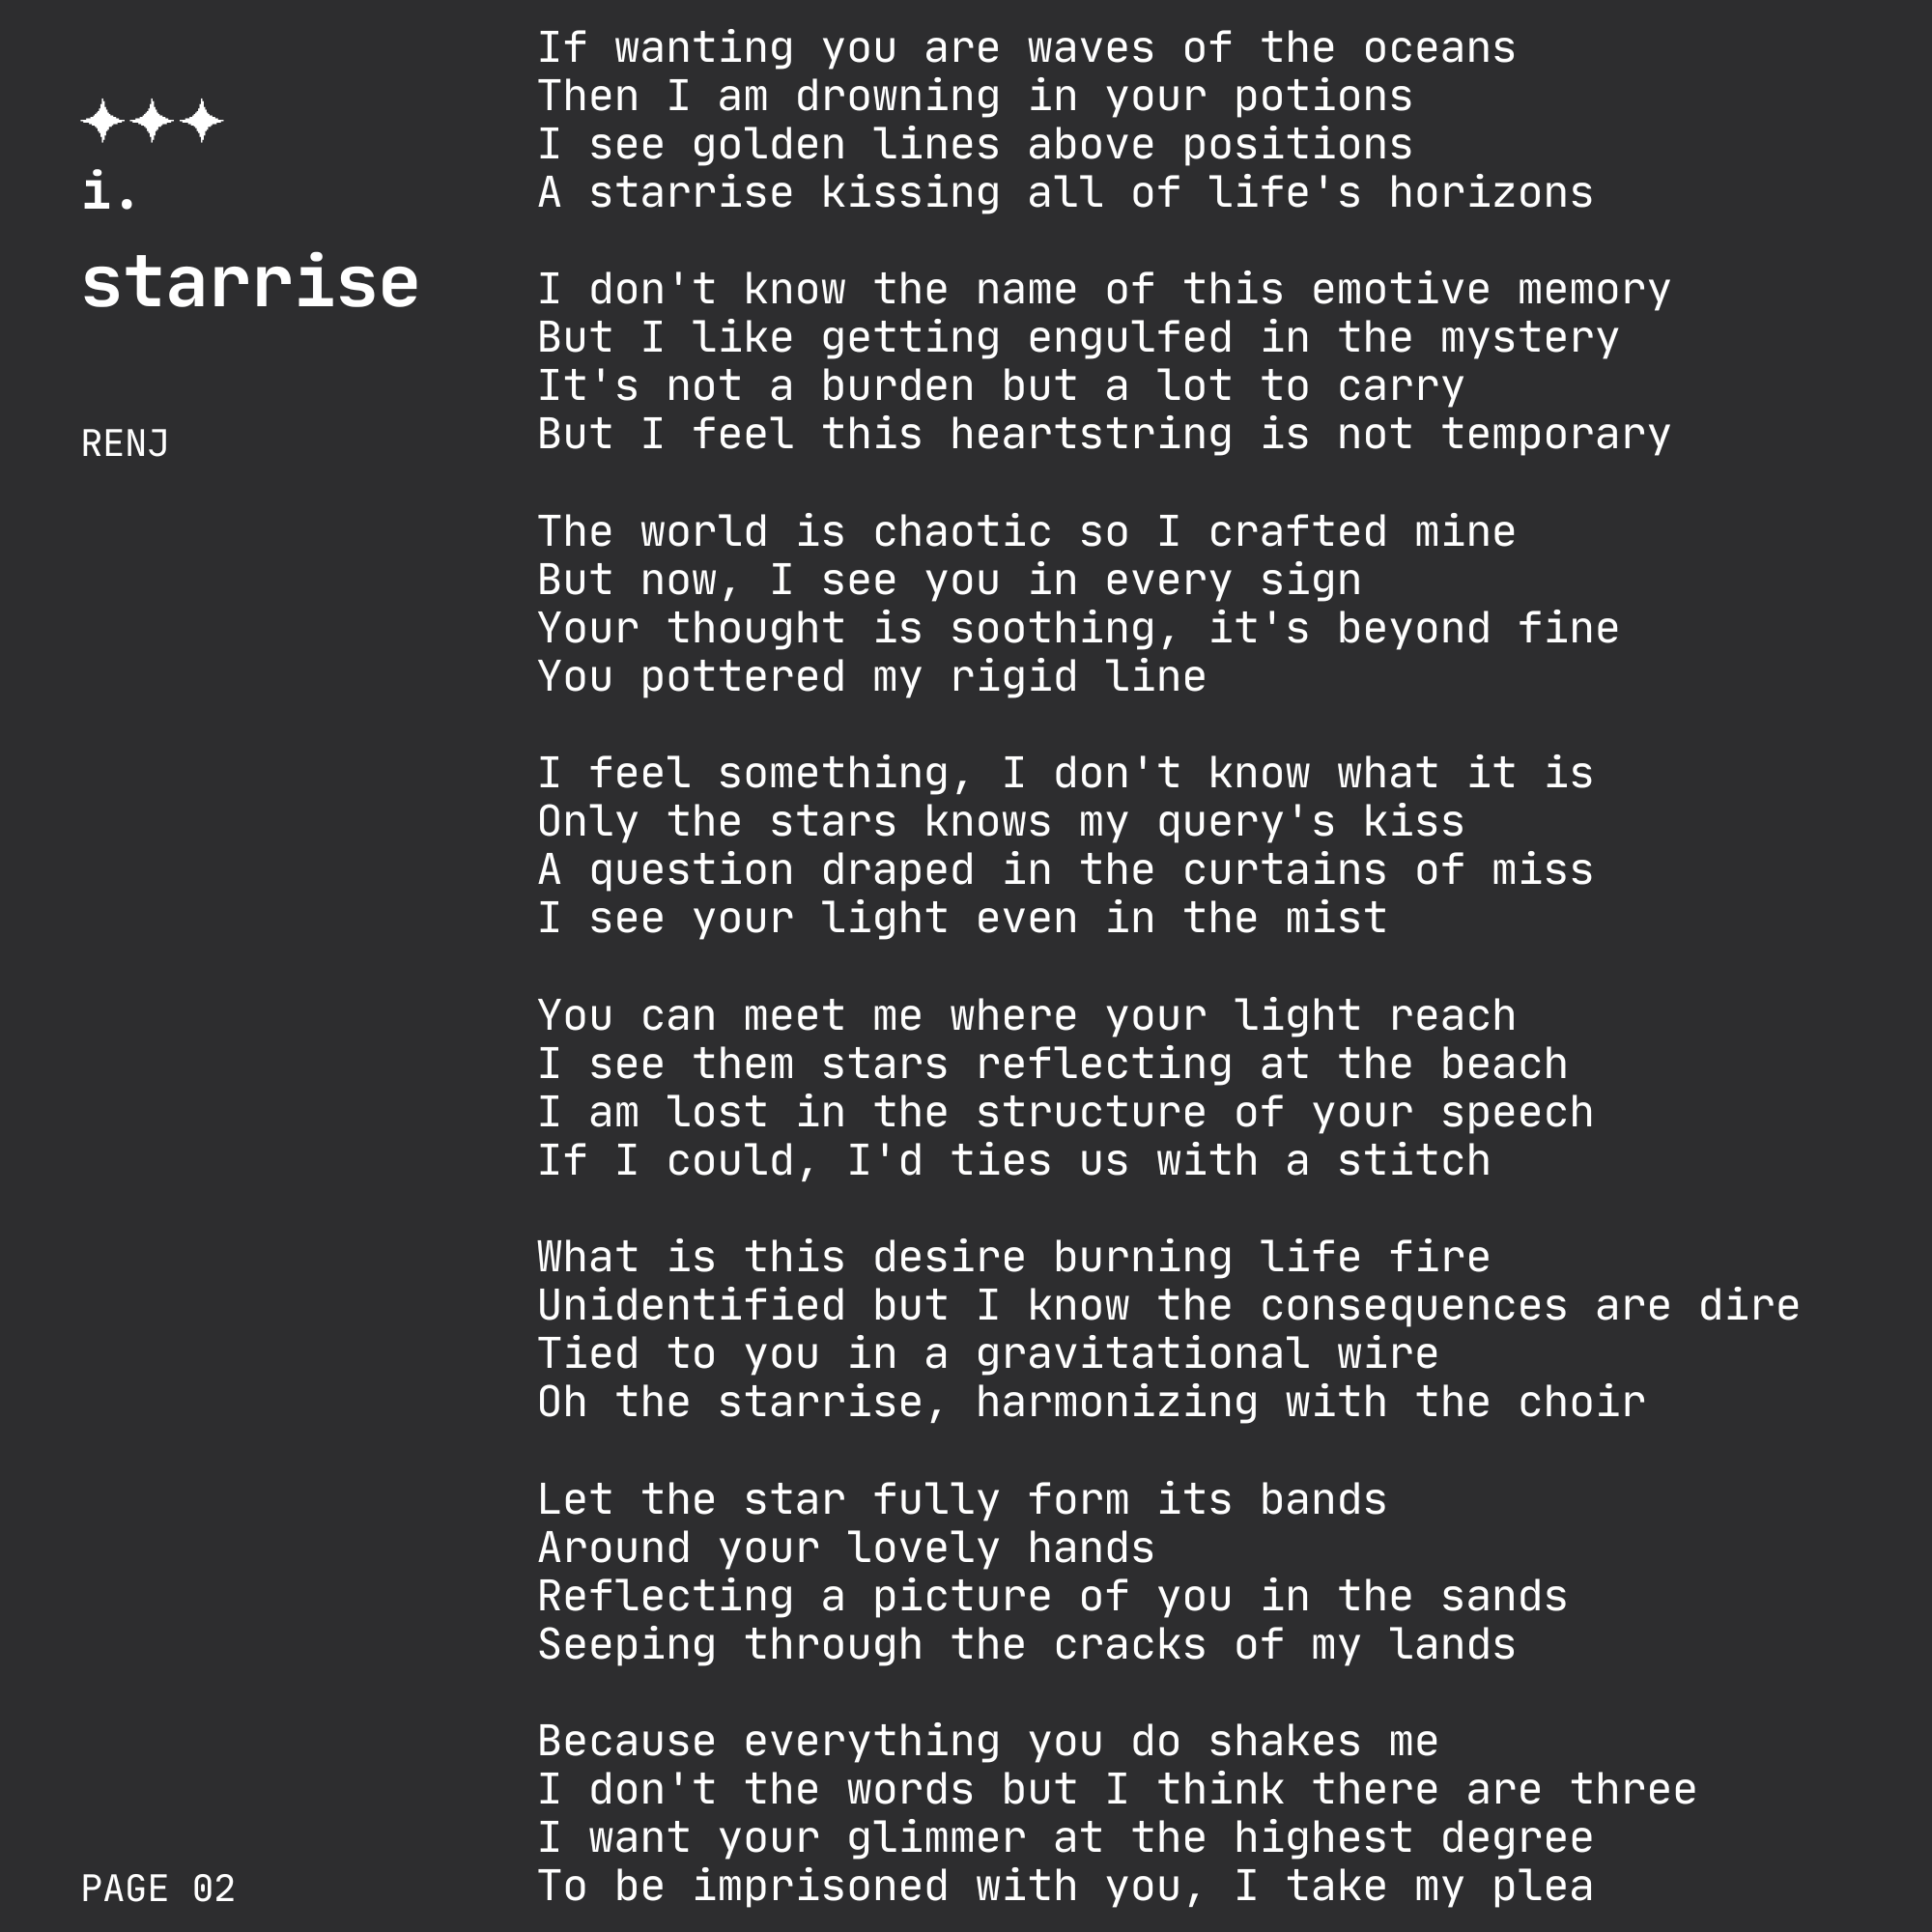 ✦✦✦
i.
starrise
RENJ
If wanting you are waves of the oceans
Then I am drowning in your potions
I see golden lines above positions
A starrise kissing all of life's horizons
I don't know the name of this emotive memory
But I like getting engulfed in the mystery
It's not a burden but a lot to carry
But I feel this heartstring is not temporary
The world is chaotic so I crafted mine
But now, I see you in every sign
Your thought is soothing, it's beyond fine
You pottered my rigid line
I feel something, I don't know what it is
Only the stars knows my query's kiss
A question draped in the curtains of miss
I see your light even in the mist
You can meet me where your light reach
I see them stars reflecting at the beach
I am lost in the structure of your speech
If I could, I'd ties us with a stitch
What is this desire burning life fire
Unidentified but I know the consequences are dire
Tied to you in a gravitational wire
Oh the starrise, harmonizing with the choir
Let the star fully form its bands
Around your lovely hands
Reflecting a picture of you in the sands
Seeping through the cracks of my lands
Because everything you do shakes me
I don't the words but I think there are three
I want your glimmer at the highest degree
To be imprisoned with you, I take my plea
PAGE 02